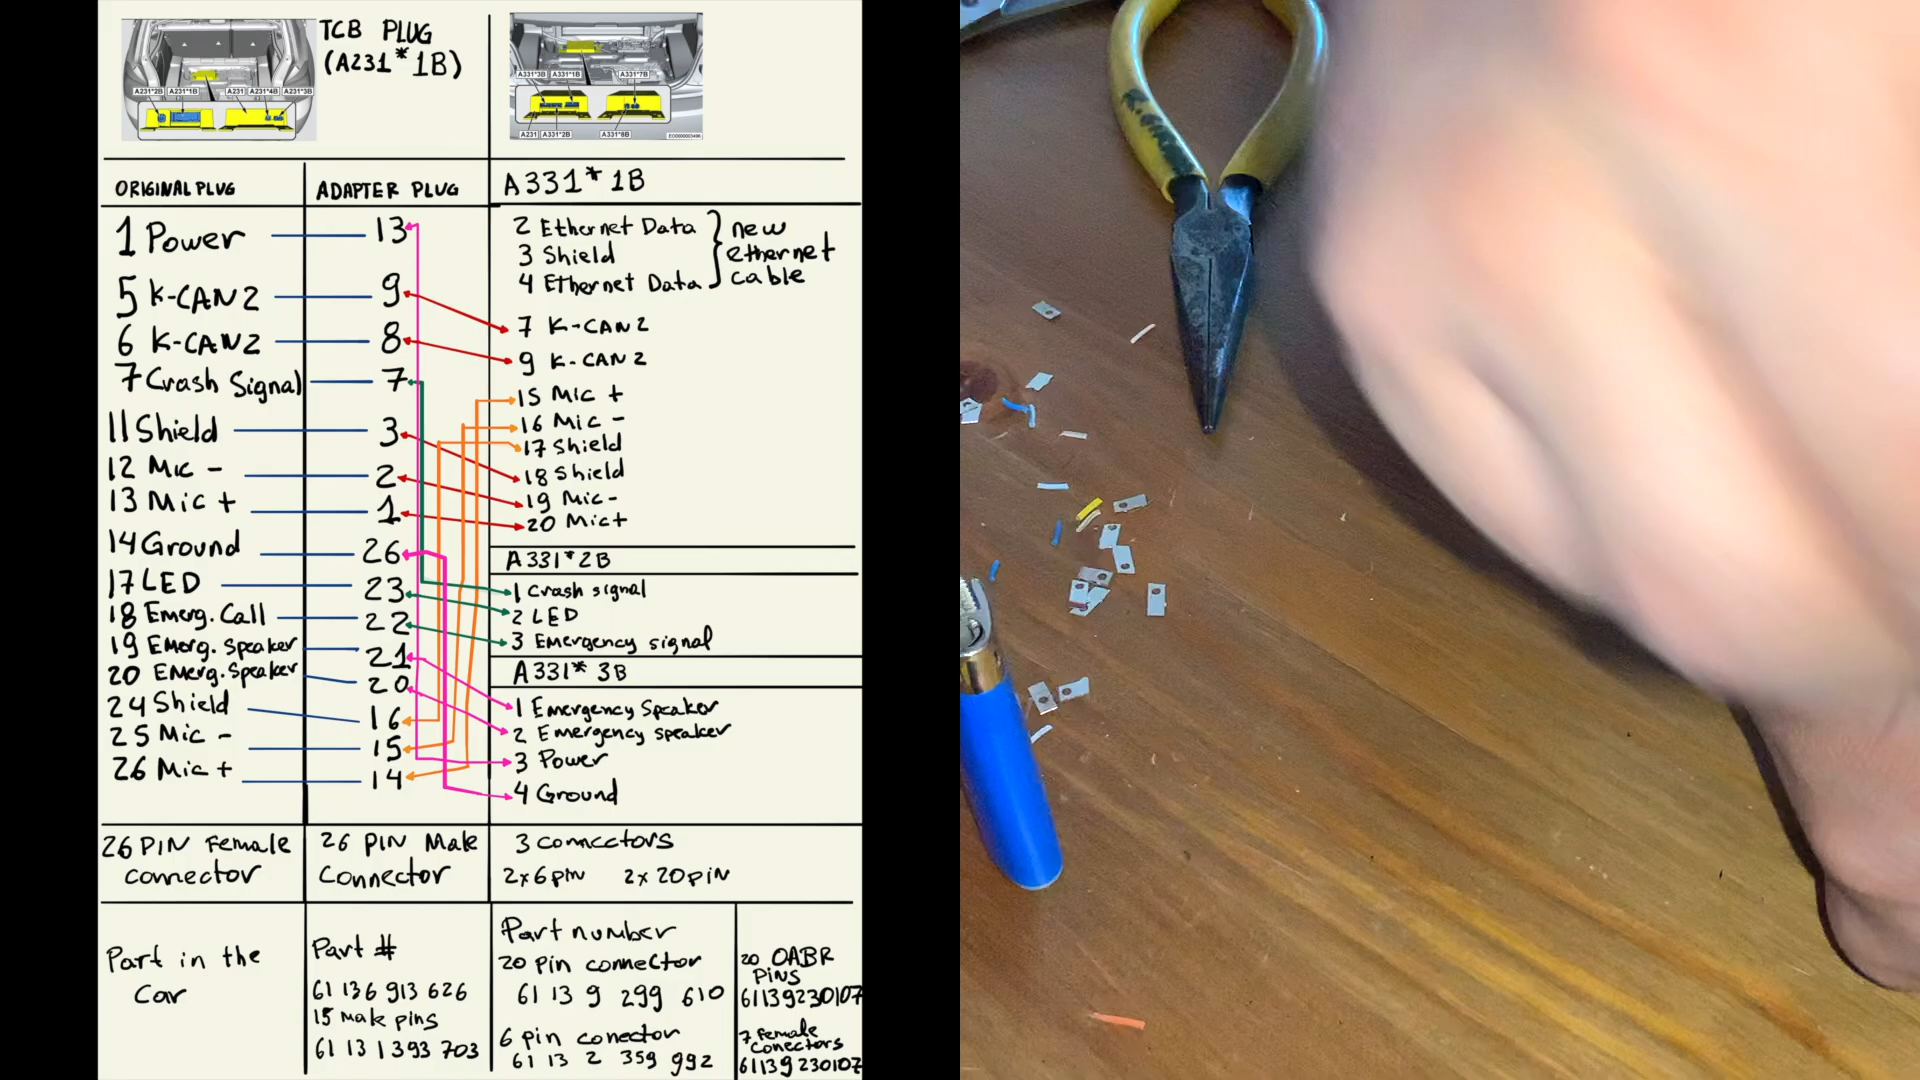 TCB PLUG
(A231*1B)
A231*2B A231*1B A231 A231*4B A231*3B
A331*3B A331*1B A331*7B
A231 A331*2B A331*8B
ORIGINAL PLUG
ADAPTER PLUG
A331* 1B
1 Power
13
5 K-CAN2
9
6 K-CAN2
8
7 Crash Signal
7
11 Shield
3
12 Mic -
2
13 Mic +
1
14 Ground
26
17 LED
23
18 Emerg. Call
22
19 Emerg. Speaker
21
20 Emerg. Speaker
20
24 Shield
16
25 Mic -
15
26 Mic +
14
2 Ethernet Data
3 Shield
4 Ethernet Data
new
ethernet
cable
7 K-CAN2
9 K-CAN2
15 Mic +
16 Mic -
17 Shield
18 Shield
19 Mic-
20 Mic+
A331*2B
1 Crash signal
2 LED
3 Emergency signal
A331* 3B
1 Emergency Speaker
2 Emergency speaker
3 Power
4 Ground
26 PIN Female
connector
26 PIN Male
Connector
3 connectors
2x6pin 2x20pin
Part in the
Car
Part #
61 136 913 626
15 male pins
61 13 1 393 703
Part number
20 pin connector
61 13 9 299 610
6 pin conector
61 13 2 359 992
20 OABR
PINS
61139230107
7 female
Conectors
61139230107